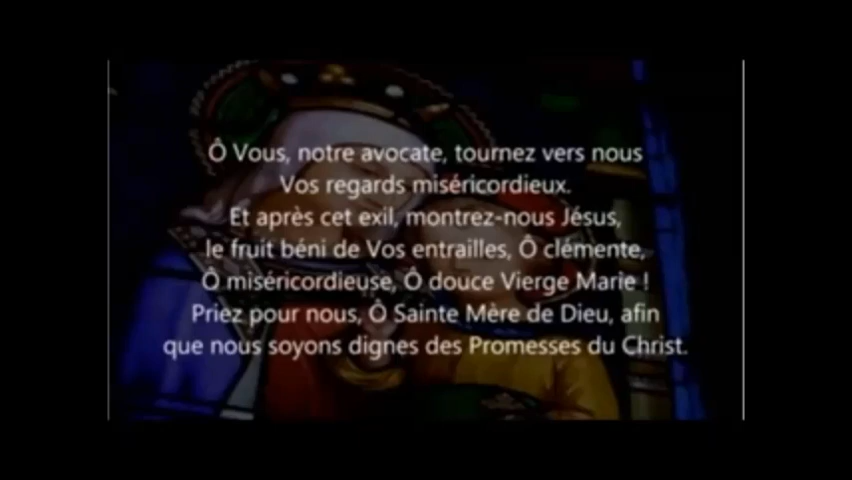 Ô Vous, notre avocate, tournez vers nous
Vos regards miséricordieux.
Et après cet exil, montrez-nous Jésus,
le fruit béni de Vos entrailles, Ô clémente,
Ô miséricordieuse, Ô douce Vierge Marie !
Priez pour nous, Ô Sainte Mère de Dieu, afin
que nous soyons dignes des Promesses du Christ.